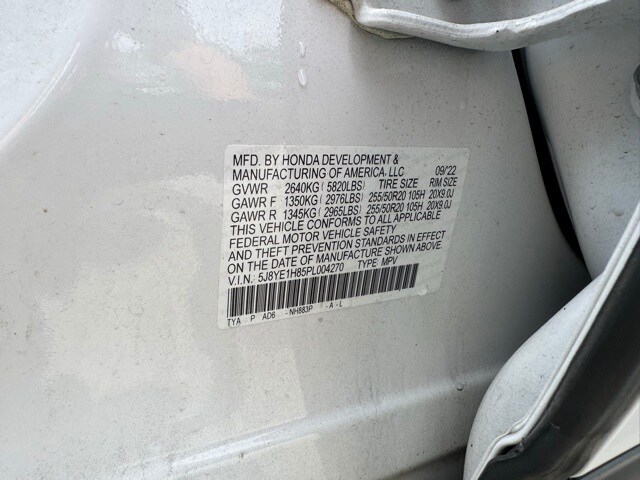 MFD. BY HONDA DEVELOPMENT &
MANUFACTURING OF AMERICA, LLC 09/22
GVWR 2640KG ( 5820LBS) TIRE SIZE RIM SIZE
GAWR F 1350KG ( 2976LBS) 255/50R20 105H 20X9.0J
GAWR R 1345KG ( 2965LBS) 255/50R20 105H 20X9.0J
THIS VEHICLE CONFORMS TO ALL APPLICABLE
FEDERAL MOTOR VEHICLE SAFETY
AND THEFT PREVENTION STANDARDS IN EFFECT
ON THE DATE OF MANUFACTURE SHOWN ABOVE.
V.I.N.: 5J8YE1H85PL004270 TYPE: MPV
TYA P AD6 -NH883P -A-L